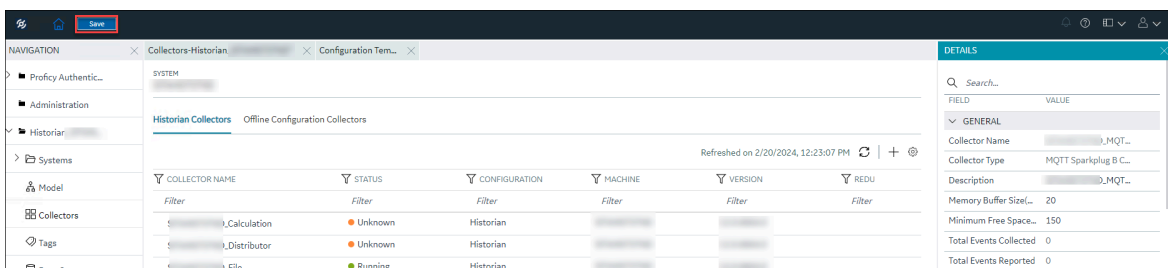 Save
NAVIGATION
Collectors-Historian
Configuration Tem...
DETAILS
Proficy Authentic...
Administration
Historian
Systems
Model
Collectors
Tags
SYSTEM
Historian Collectors Offline Configuration Collectors
Refreshed on 2/20/2024, 12:23:07 PM
COLLECTOR NAME STATUS CONFIGURATION MACHINE VERSION REDU
Filter Filter Filter Filter Filter Filter
_Calculation Unknown Historian
_Distributor Unknown Historian
_File Running Historian
Search...
FIELD VALUE
GENERAL
Collector Name _MQT...
Collector Type MQTT Sparkplug B C...
Description _MQT...
Memory Buffer Size(... 20
Minimum Free Space... 150
Total Events Collected 0
Total Events Reported 0